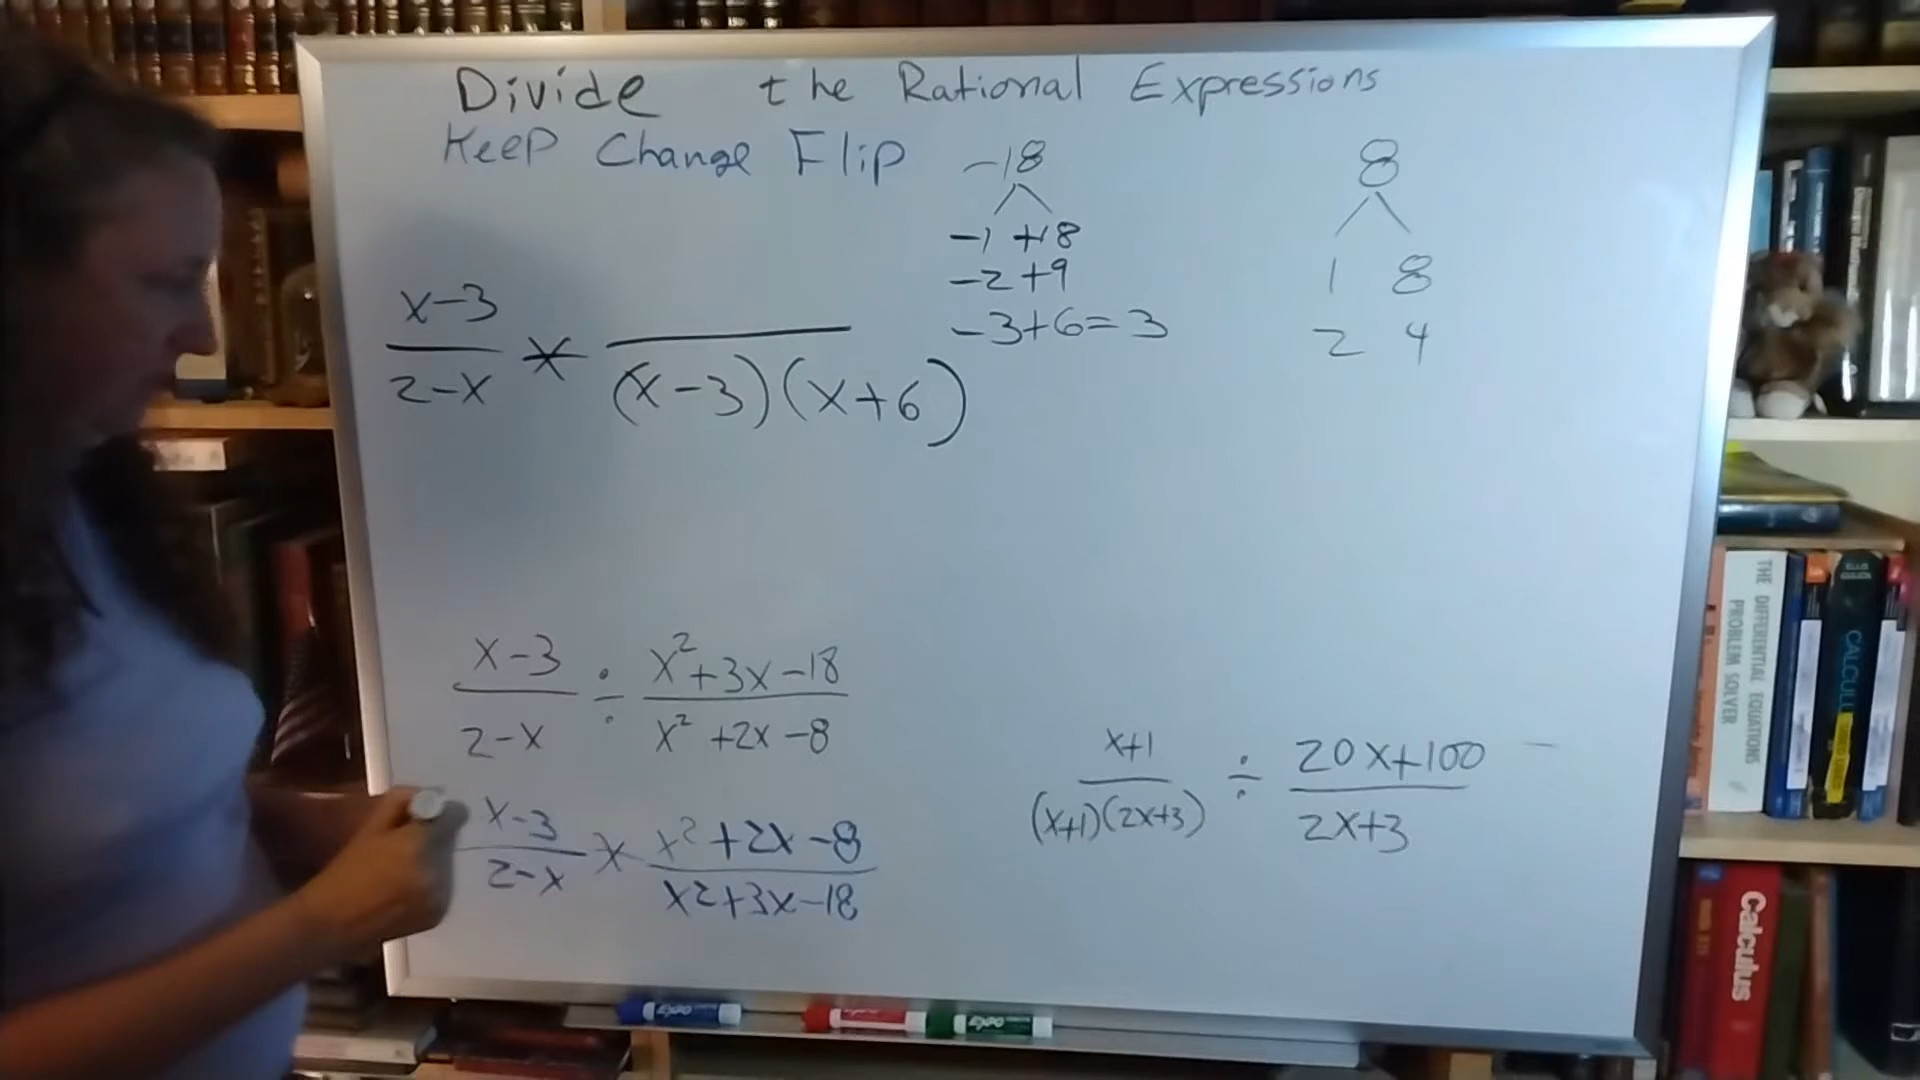 Divide the Rational Expressions
Keep Change Flip
-18
-1 +18
-2 +9
-3+6=3
8
1 8
2 4
x-3
2-x
*
(x-3)(x+6)
x-3
2-x
÷
x²+3x-18
x²+2x-8
x-3
2-x
*
x²+2x-8
x2+3x-18
x+1
(x+1)(2x+3)
÷
20x+100
2x+3
THE DIFFERENTIAL EQUATIONS
PROBLEM SOLVER
CALCULUS
Calculus
EXPO
EXPO